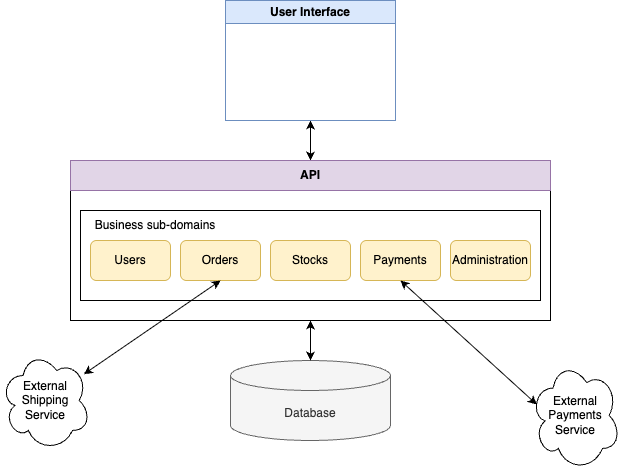 User Interface
API
Business sub-domains
Users
Orders
Stocks
Payments
Administration
External
Shipping
Service
Database
External
Payments
Service